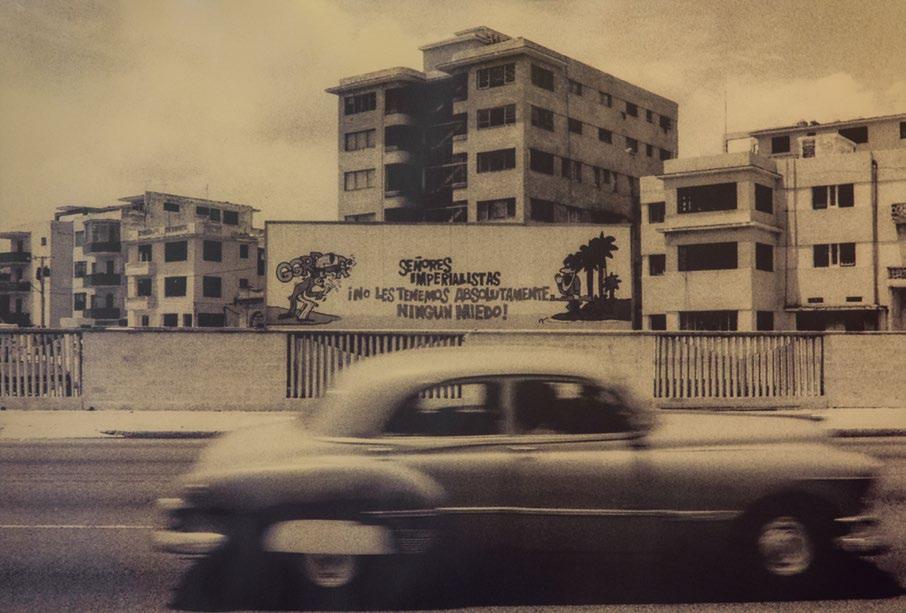 SEÑORES
IMPERIALISTAS
¡NO LES TENEMOS ABSOLUTAMENTE
NINGUN MIEDO!